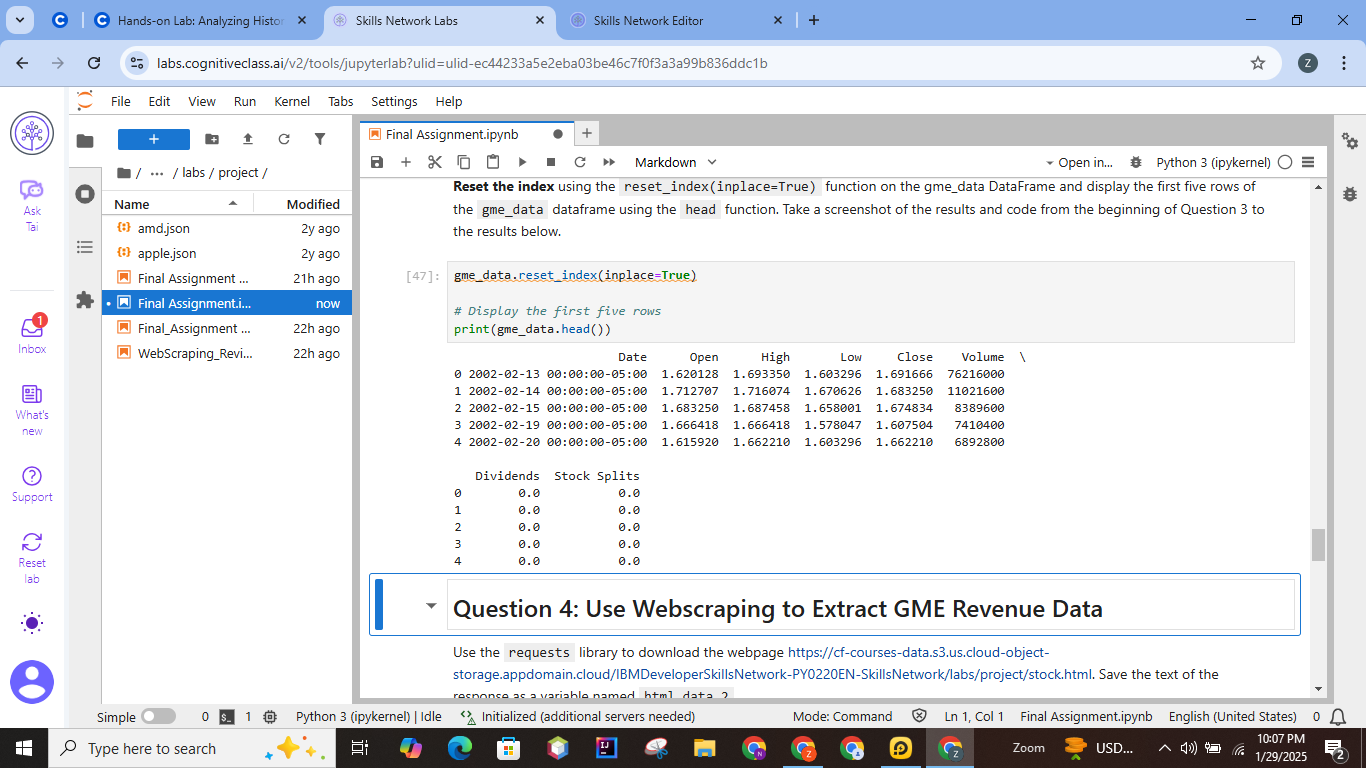 Hands-on Lab: Analyzing Histor
Skills Network Labs
Skills Network Editor
labs.cognitiveclass.ai/v2/tools/jupyterlab?ulid=ulid-ec44233a5e2eba03be46c7f0f3a3a99b836ddc1b
Z
File Edit View Run Kernel Tabs Settings Help
Ask
Tai
1
Inbox
What's
new
Support
Reset
lab
/ ... / labs / project /
Name Modified
amd.json 2y ago
apple.json 2y ago
Final Assignment ... 21h ago
Final Assignment.i... now
Final_Assignment ... 22h ago
WebScraping_Revi... 22h ago
Final Assignment.ipynb
Markdown
Open in...
Python 3 (ipykernel)
Reset the index using the reset_index(inplace=True) function on the gme_data DataFrame and display the first five rows of
the gme_data dataframe using the head function. Take a screenshot of the results and code from the beginning of Question 3 to
the results below.
[47]: gme_data.reset_index(inplace=True)
# Display the first five rows
print(gme_data.head())
Date Open High Low Close Volume \
0 2002-02-13 00:00:00-05:00 1.620128 1.693350 1.603296 1.691666 76216000
1 2002-02-14 00:00:00-05:00 1.712707 1.716074 1.670626 1.683250 11021600
2 2002-02-15 00:00:00-05:00 1.683250 1.687458 1.658001 1.674834 8389600
3 2002-02-19 00:00:00-05:00 1.666418 1.666418 1.578047 1.607504 7410400
4 2002-02-20 00:00:00-05:00 1.615920 1.662210 1.603296 1.662210 6892800
Dividends Stock Splits
0 0.0 0.0
1 0.0 0.0
2 0.0 0.0
3 0.0 0.0
4 0.0 0.0
Question 4: Use Webscraping to Extract GME Revenue Data
Use the requests library to download the webpage https://cf-courses-data.s3.us.cloud-object-
storage.appdomain.cloud/IBMDeveloperSkillsNetwork-PY0220EN-SkillsNetwork/labs/project/stock.html. Save the text of the
response as a variable named html_data_2
Simple 0 1 Python 3 (ipykernel) | Idle Initialized (additional servers needed) Mode: Command Ln 1, Col 1 Final Assignment.ipynb English (United States) 0
Type here to search
Zoom
USD...
10:07 PM
1/29/2025
2